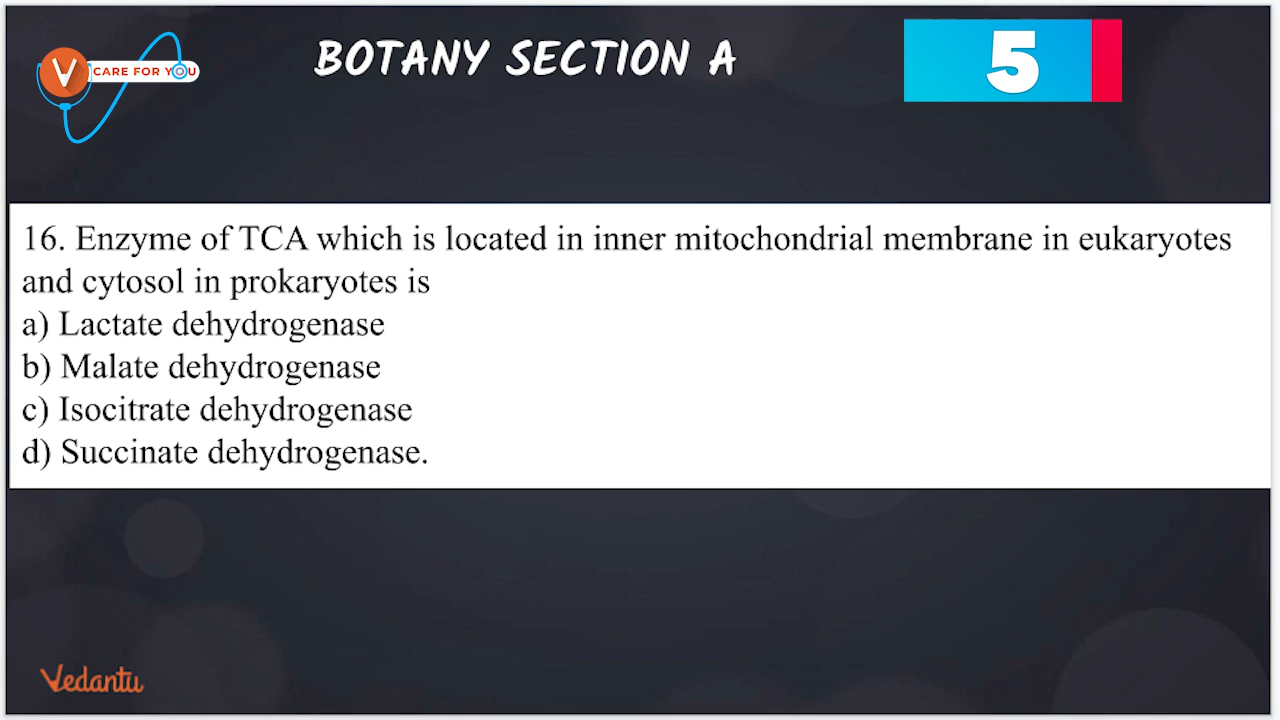 BOTANY SECTION A
5
V CARE FOR YOU
16. Enzyme of TCA which is located in inner mitochondrial membrane in eukaryotes
and cytosol in prokaryotes is
a) Lactate dehydrogenase
b) Malate dehydrogenase
c) Isocitrate dehydrogenase
d) Succinate dehydrogenase.
Vedantu